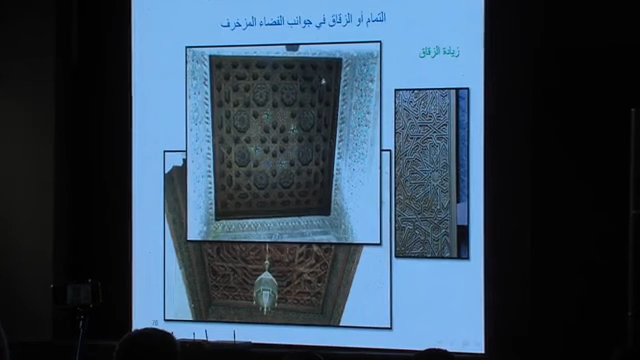 التمام أو الزقاق في جوانب الفضاء المزخرف
زيادة الزقاق